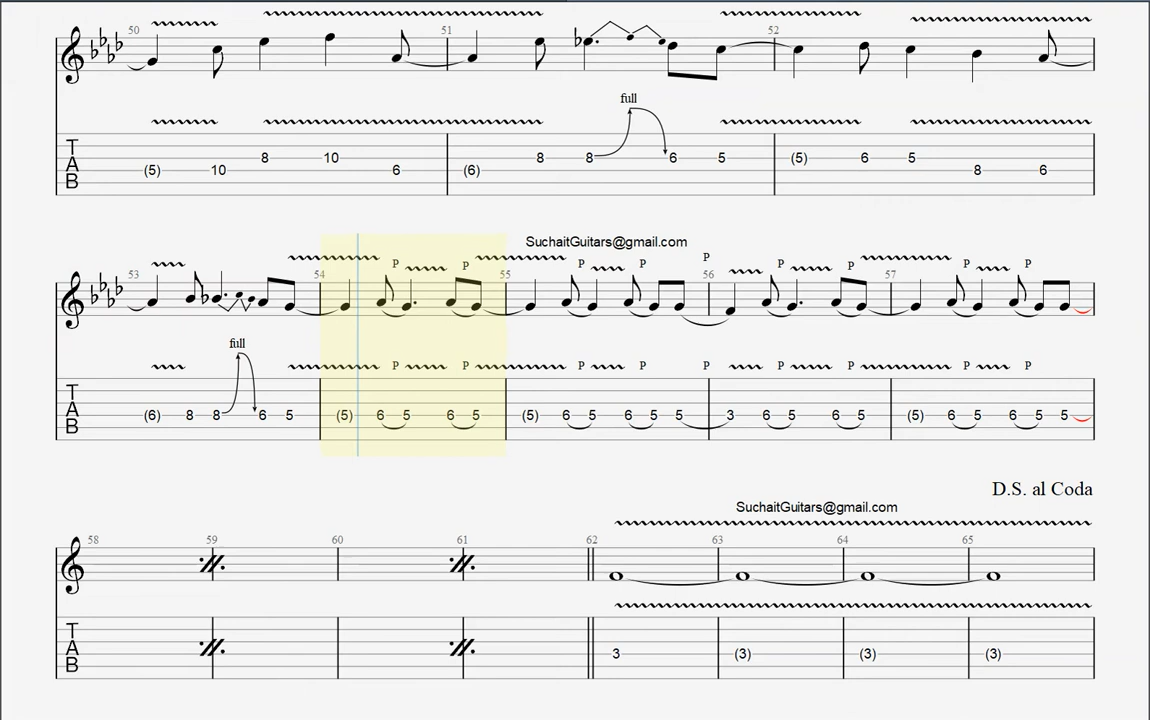 50 51 52
full
T A B (5) 10 8 10 6 (6) 8 8 6 5 (5) 6 5 8 6
SuchaitGuitars@gmail.com
53 54 P P 55 P P P 56 P P 57 P P
full P P P P P P P P P
T A B (6) 8 8 6 5 (5) 6 5 6 5 (5) 6 5 6 5 5 3 6 5 6 5 (5) 6 5 6 5 5
D.S. al Coda
SuchaitGuitars@gmail.com
58 59 60 61 62 63 64 65
T A B 3 (3) (3) (3)